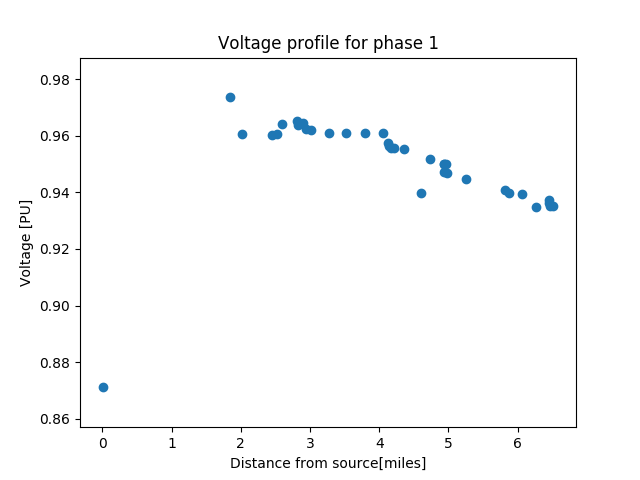 Voltage profile for phase 1
0.98
0.96
0.94
0.92
0.90
0.88
0.86
Voltage [PU]
0 1 2 3 4 5 6
Distance from source[miles]